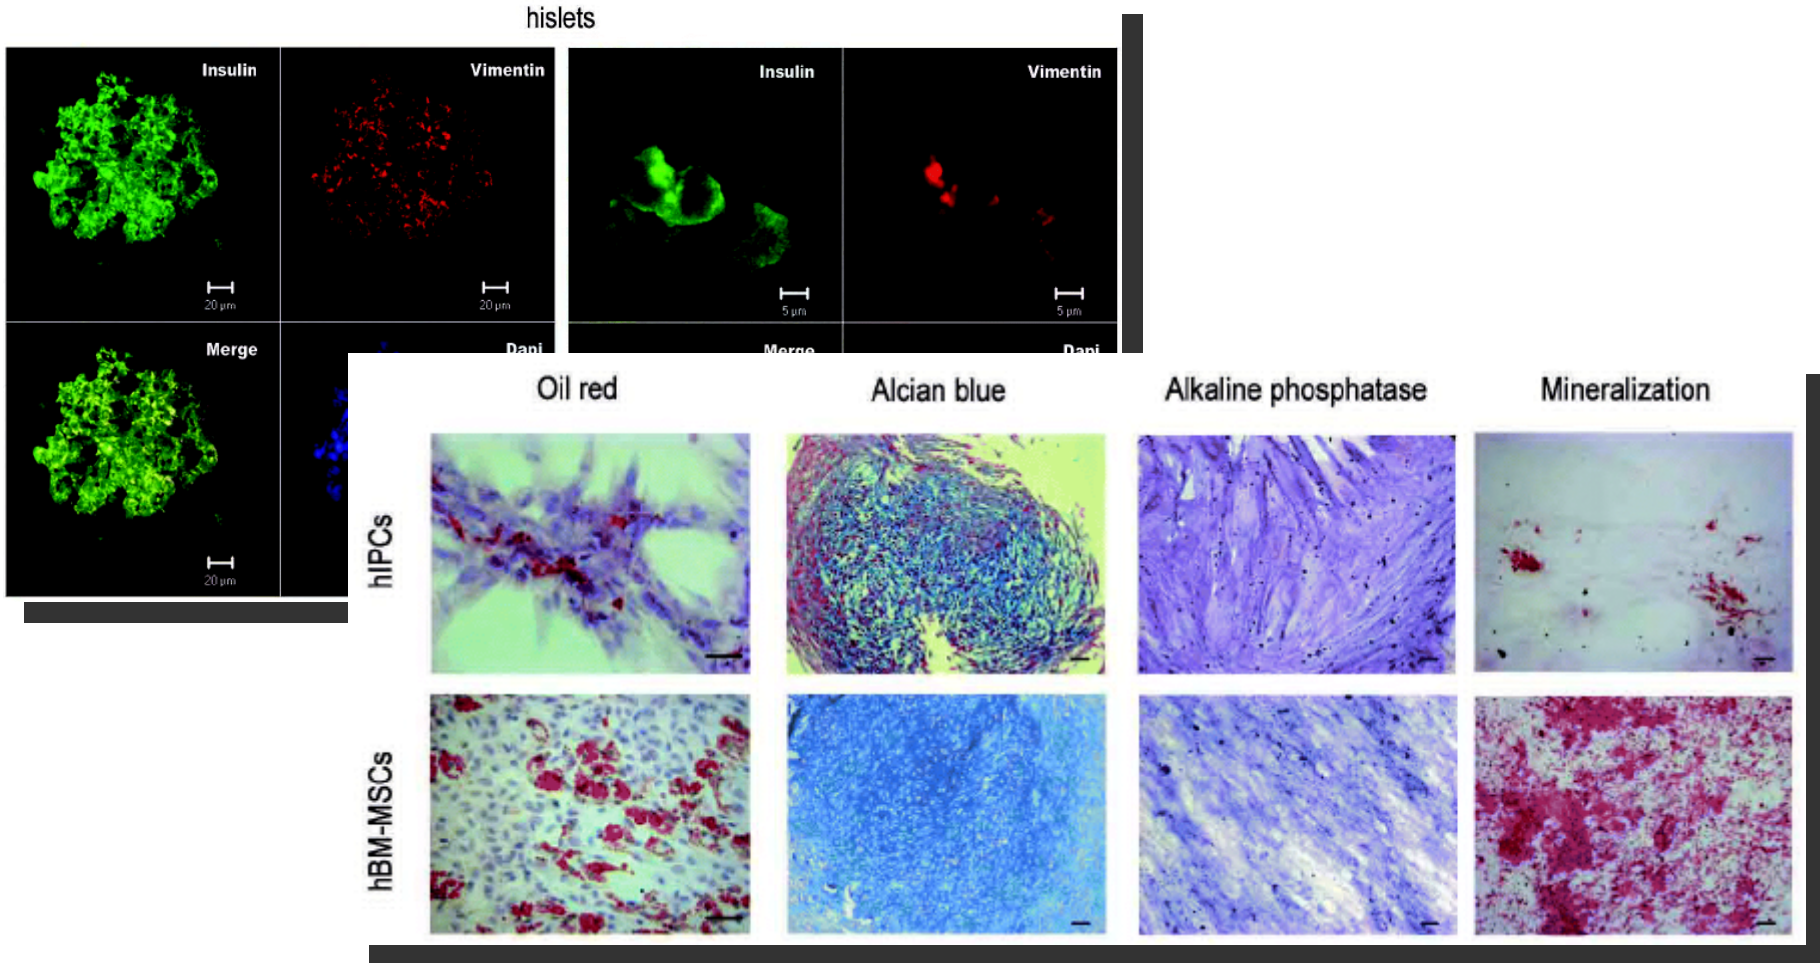 hislets
Insulin Vimentin Insulin Vimentin
20 µm 20 µm 5 µm 5 µm
Merge Dapi Merge Dapi
20 µm
Oil red Alcian blue Alkaline phosphatase Mineralization
hIPCs
hBM-MSCs